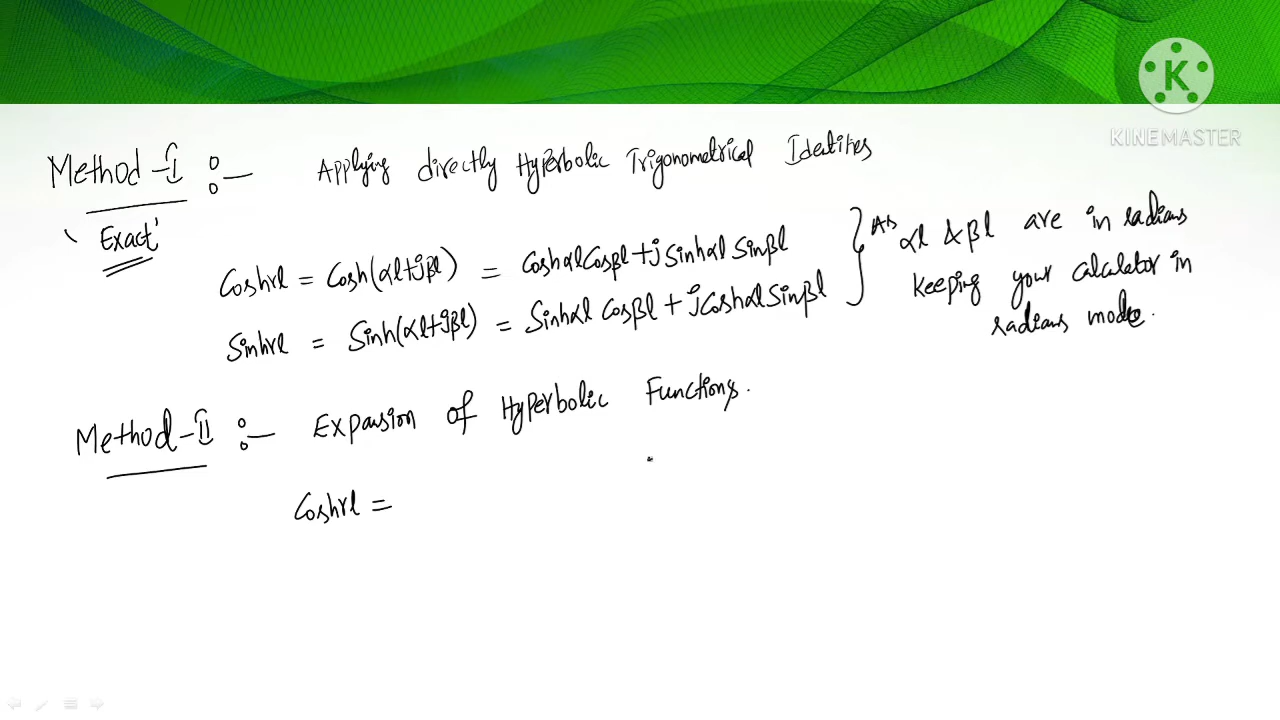 K
KINEMASTER
Method-I :- Applying directly Hyperbolic Trigonometrical Identities
'Exact'
Coshγl = Cosh(αl+jβl) = Coshαl Cosβl + j Sinhαl Sinβl
Sinhγl = Sinh(αl+jβl) = Sinhαl Cosβl + j Coshαl Sinβl
As αl & βl are in radians
keeping your calculator in
radians mode.
Method-II :- Expansion of Hyperbolic Functions.
Coshγl =